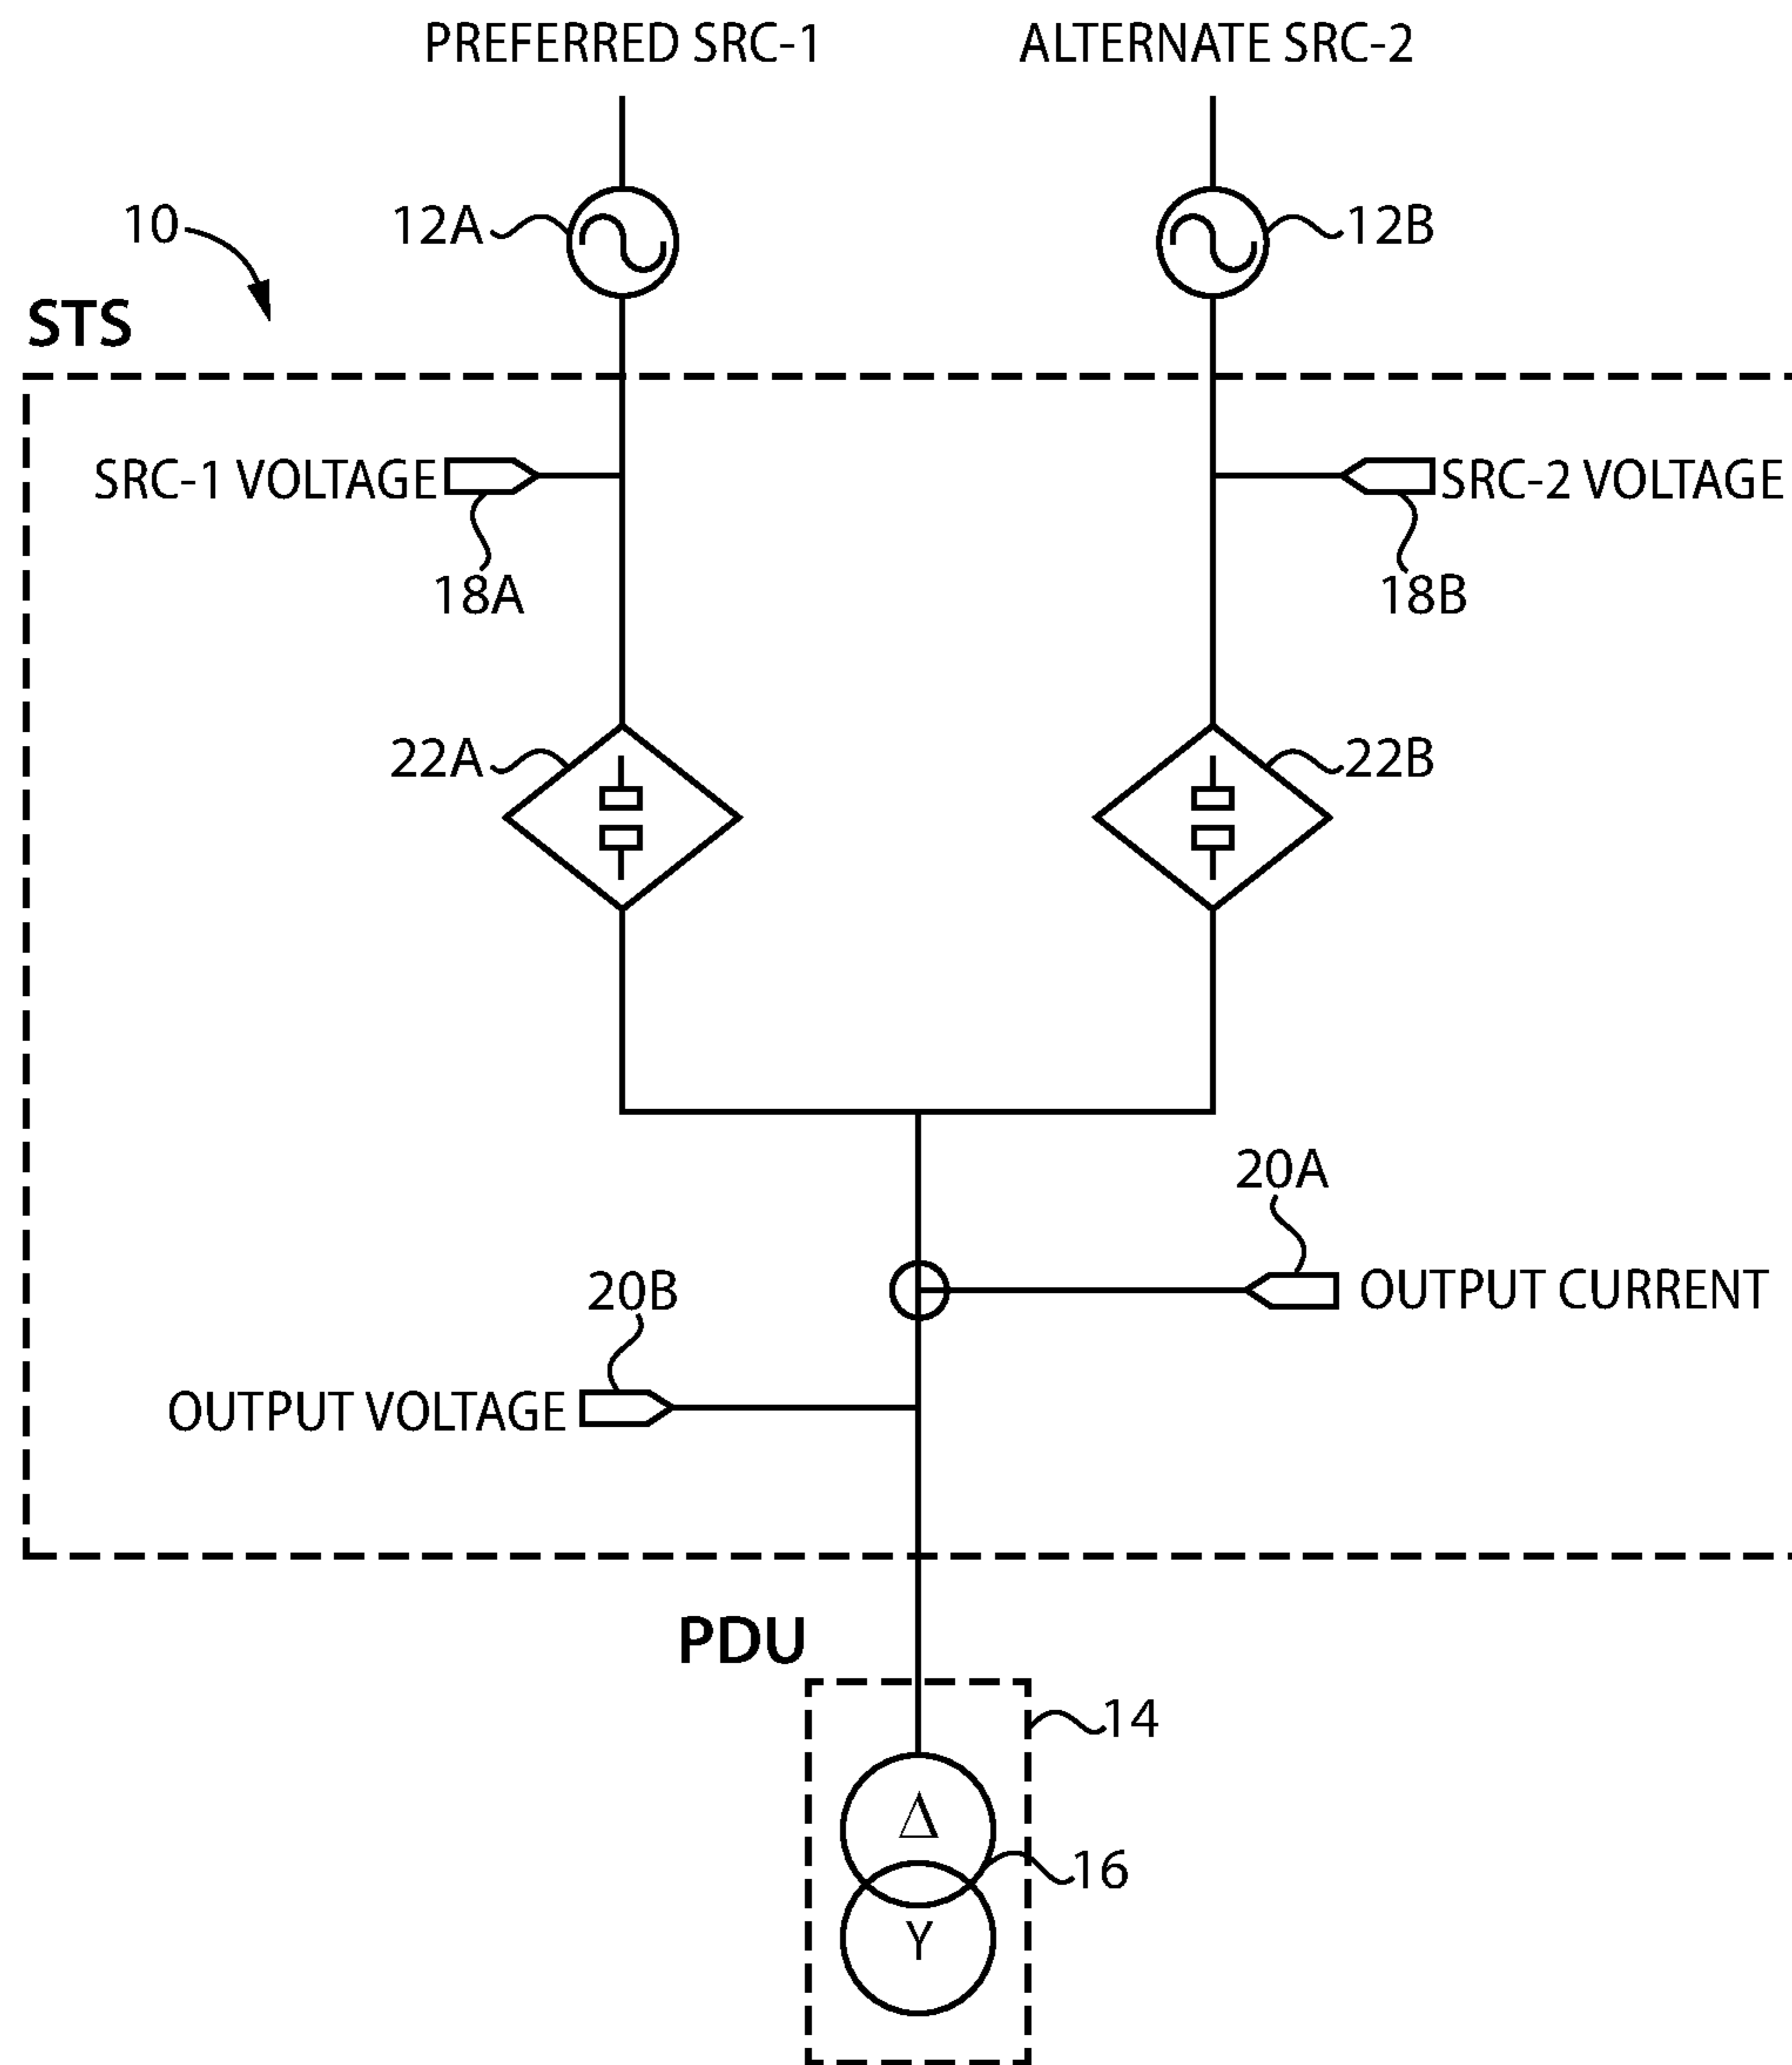 PREFERRED SRC-1
ALTERNATE SRC-2
10
12A
12B
STS
SRC-1 VOLTAGE
SRC-2 VOLTAGE
18A
18B
22A
22B
20A
20B
OUTPUT CURRENT
OUTPUT VOLTAGE
PDU
14
Δ
16
Y